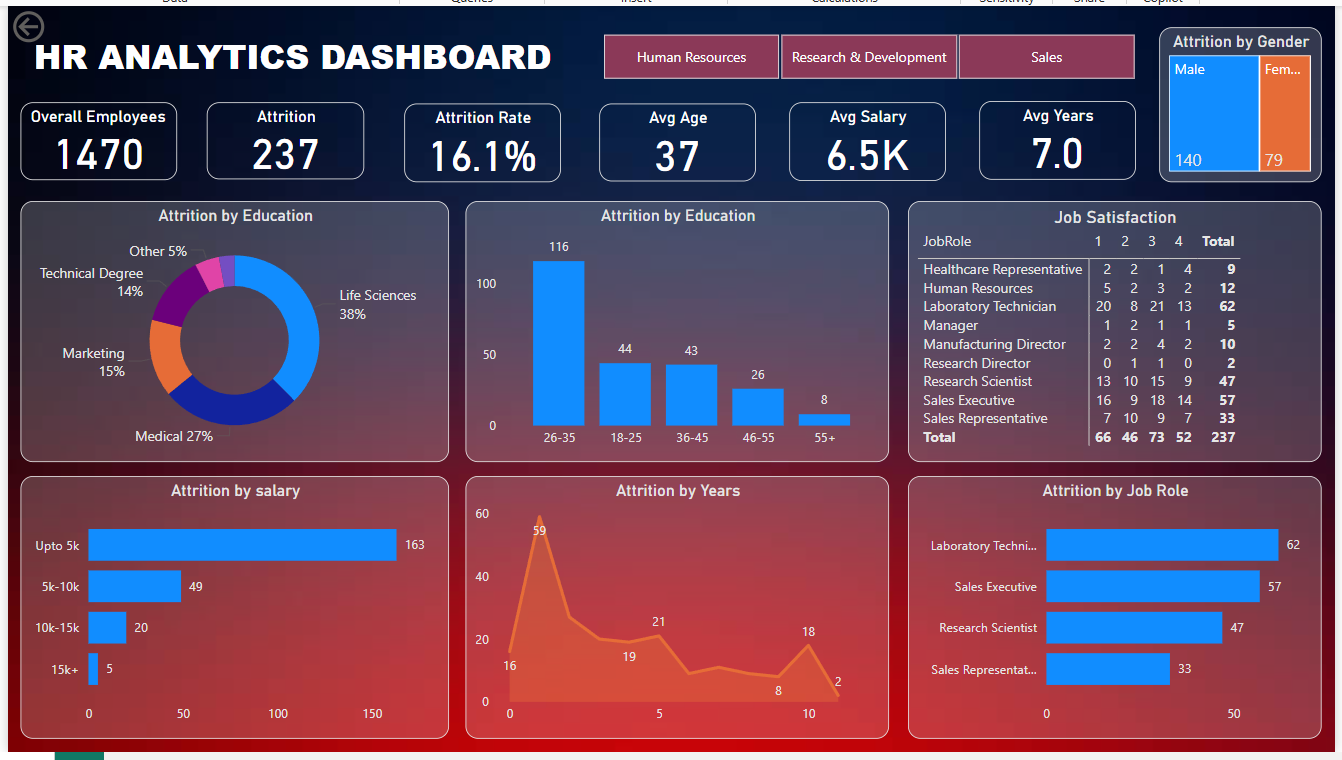 Data Queries Insert Calculations Sensitivity Share Copilot
HR ANALYTICS DASHBOARD
Human Resources
Research & Development
Sales
Attrition by Gender
Male
Fem...
140
79
Overall Employees
1470
Attrition
237
Attrition Rate
16.1%
Avg Age
37
Avg Salary
6.5K
Avg Years
7.0
Attrition by Education
Other 5%
Technical Degree
14%
Life Sciences
38%
Marketing
15%
Medical 27%
Attrition by Education
116
100
44
43
50
26
8
0
26-35 18-25 36-45 46-55 55+
Job Satisfaction
JobRole 1 2 3 4 Total
Healthcare Representative 2 2 1 4 9
Human Resources 5 2 3 2 12
Laboratory Technician 20 8 21 13 62
Manager 1 2 1 1 5
Manufacturing Director 2 2 4 2 10
Research Director 0 1 1 0 2
Research Scientist 13 10 15 9 47
Sales Executive 16 9 18 14 57
Sales Representative 7 10 9 7 33
Total 66 46 73 52 237
Attrition by salary
Upto 5k 163
5k-10k 49
10k-15k 20
15k+ 5
0 50 100 150
Attrition by Years
60
59
40
21
18
20
19
16
8
2
0
0 5 10
Attrition by Job Role
Laboratory Techni... 62
Sales Executive 57
Research Scientist 47
Sales Representat... 33
0 50